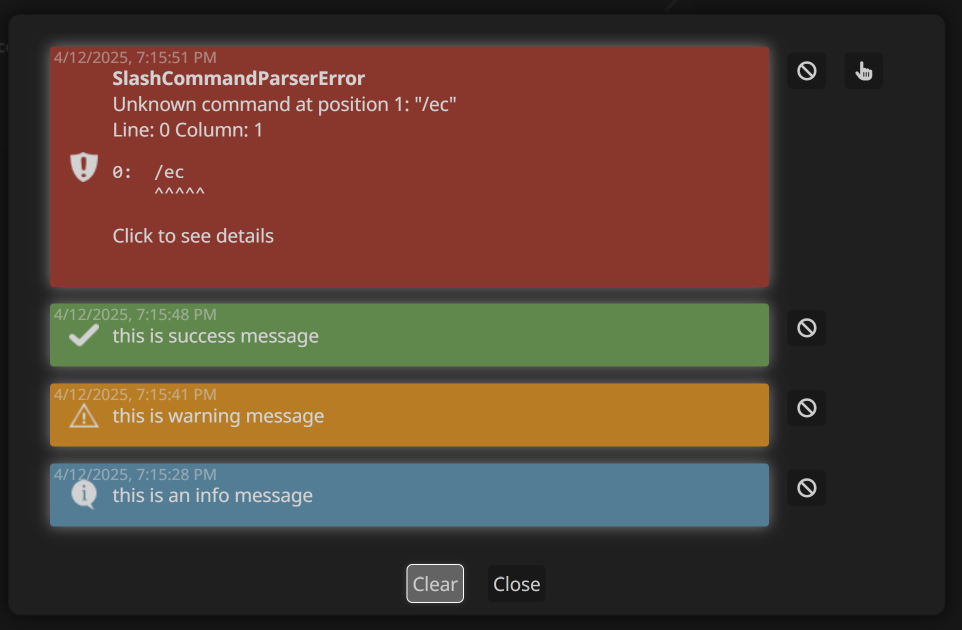 4/12/2025, 7:15:51 PM
SlashCommandParserError
Unknown command at position 1: "/ec"
Line: 0 Column: 1
0:  /ec
    ^^^^^
Click to see details
4/12/2025, 7:15:48 PM
this is success message
4/12/2025, 7:15:41 PM
this is warning message
4/12/2025, 7:15:28 PM
this is an info message
Clear Close